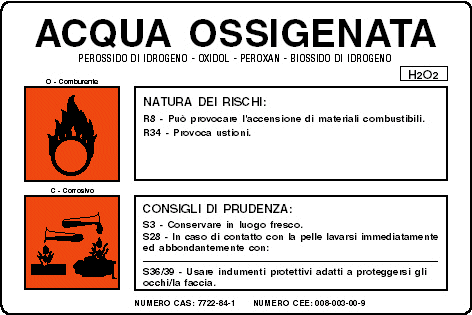 ACQUA OSSIGENATA
PEROSSIDO DI IDROGENO - OXIDOL - PEROXAN - BIOSSIDO DI IDROGENO
H2O2
O - Comburente
NATURA DEI RISCHI:
R8 - Può provocare l'accensione di materiali combustibili.
R34 - Provoca ustioni.
C - Corrosivo
CONSIGLI DI PRUDENZA:
S3 - Conservare in luogo fresco.
S28 - In caso di contatto con la pelle lavarsi immediatamente
ed abbondantemente con:
S36/39 - Usare indumenti protettivi adatti a proteggersi gli
occhi/la faccia.
NUMERO CAS: 7722-84-1 NUMERO CEE: 008-003-00-9